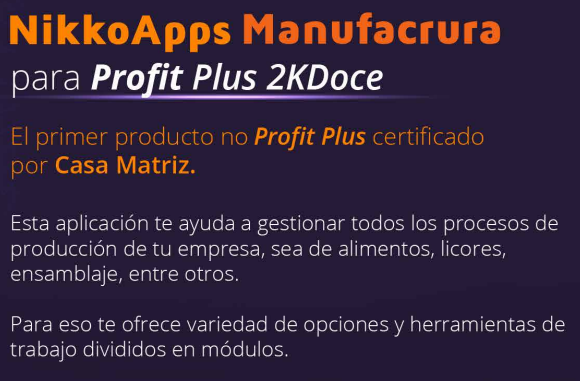 NikkoApps Manufacrura
para Profit Plus 2KDoce
El primer producto no Profit Plus certificado
por Casa Matriz.
Esta aplicación te ayuda a gestionar todos los procesos de
producción de tu empresa, sea de alimentos, licores,
ensamblaje, entre otros.
Para eso te ofrece variedad de opciones y herramientas de
trabajo divididos en módulos.